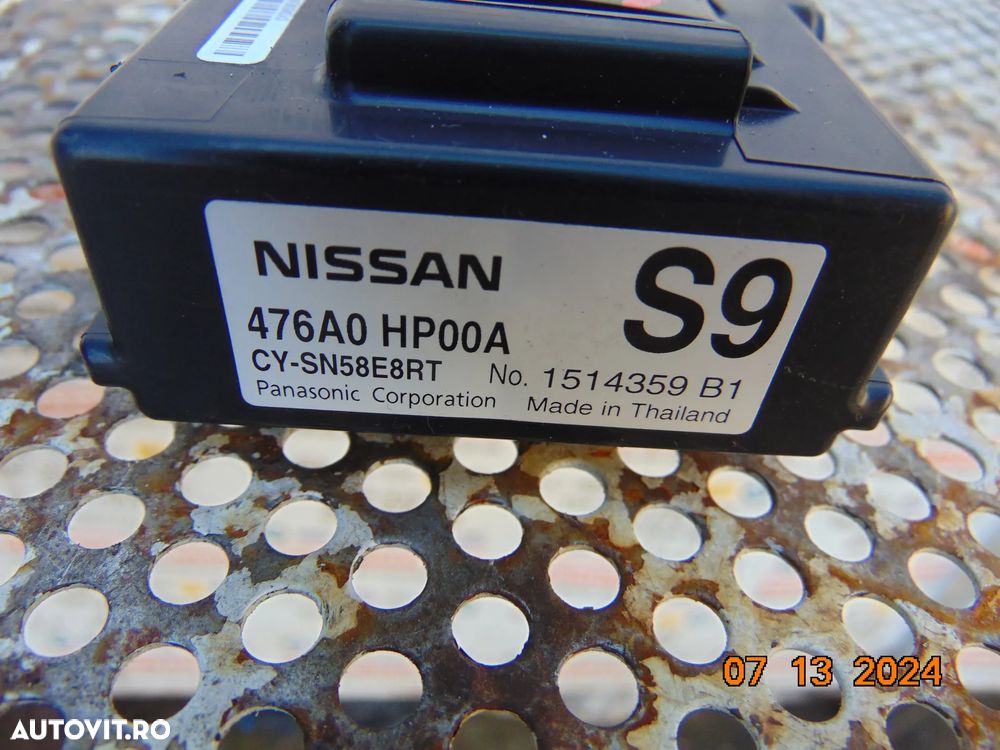 NISSAN S9
476A0 HP00A
CY-SN58E8RT No. 1514359 B1
Panasonic Corporation Made in Thailand
07 13 2024
AUTOVIT.RO